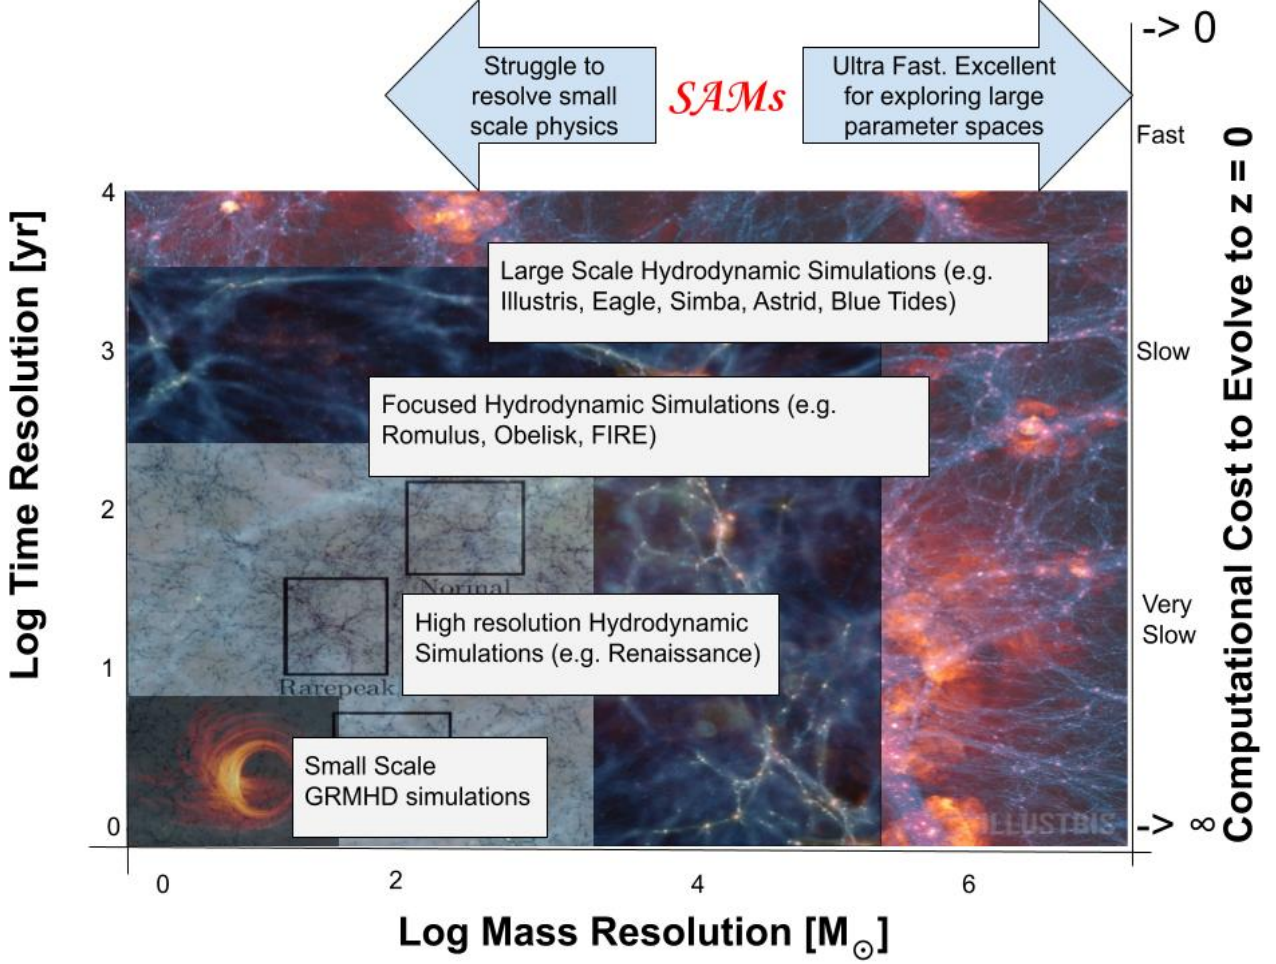 -> 0
Struggle to
resolve small
scale physics
SAMs
Ultra Fast. Excellent
for exploring large
parameter spaces
Fast
Slow
Very
Slow
-> ∞
Computational Cost to Evolve to z = 0
Log Time Resolution [yr]
4
3
2
1
0
Large Scale Hydrodynamic Simulations (e.g.
Illustris, Eagle, Simba, Astrid, Blue Tides)
Focused Hydrodynamic Simulations (e.g.
Romulus, Obelisk, FIRE)
Normal
High resolution Hydrodynamic
Simulations (e.g. Renaissance)
Rarepeak
Small Scale
GRMHD simulations
ILLUSTRIS
0 2 4 6
Log Mass Resolution [M☉]